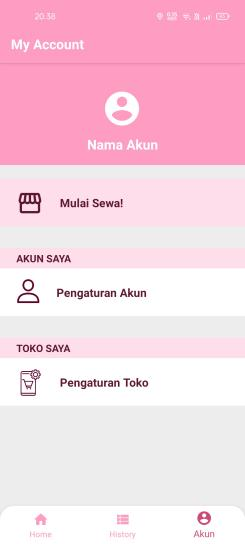 20.38
My Account
Nama Akun
Mulai Sewa!
AKUN SAYA
Pengaturan Akun
TOKO SAYA
Pengaturan Toko
Home
History
Akun